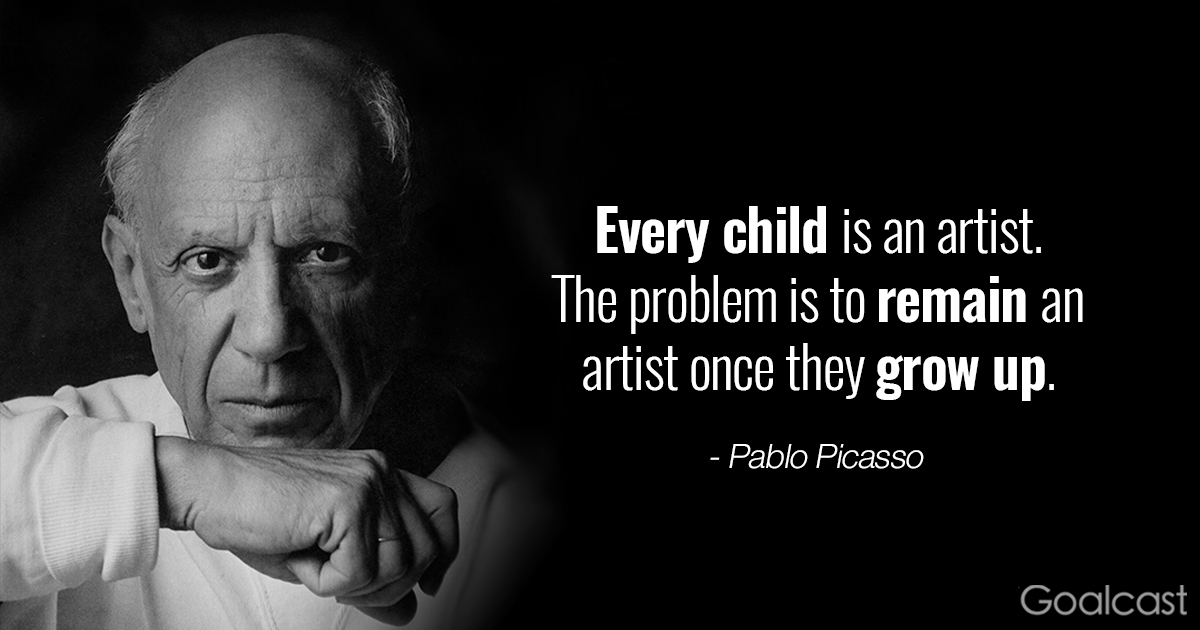 Every child is an artist.
The problem is to remain an
artist once they grow up.
- Pablo Picasso
Goalcast